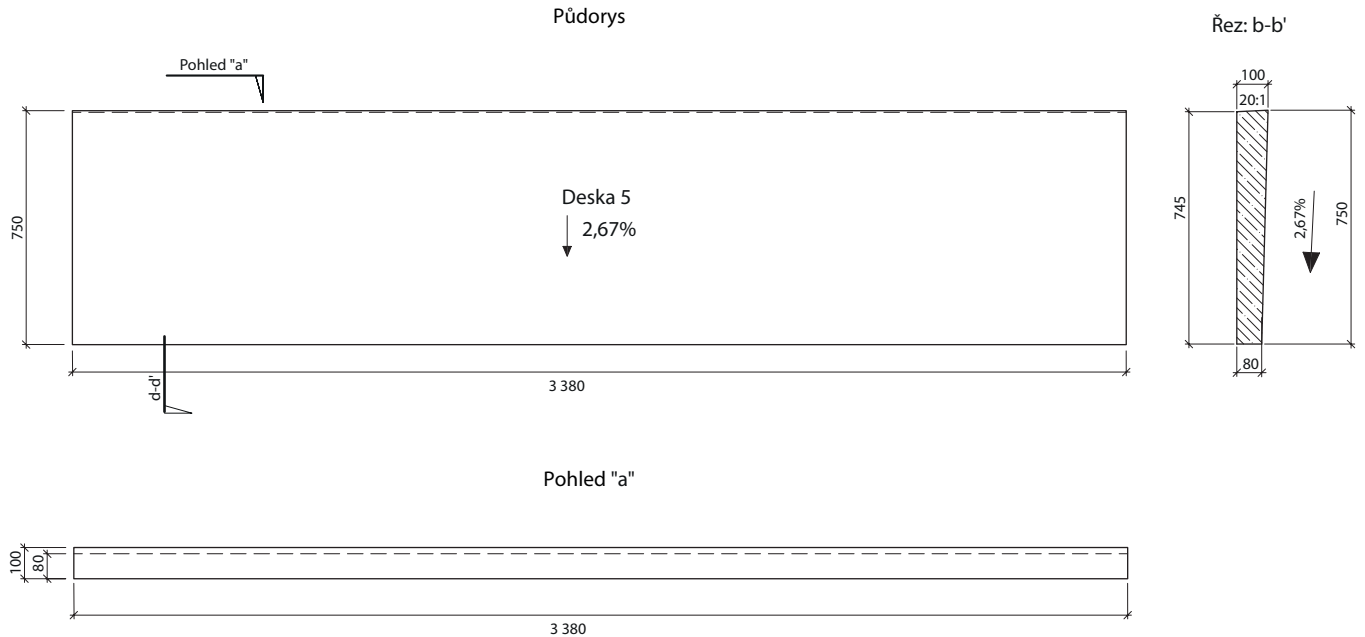 Půdorys
Řez: b-b'
Pohled "a"
100
20:1
750
Deska 5
2,67%
745
2,67%
750
80
3 380
d-d'
Pohled "a"
100
80
3 380